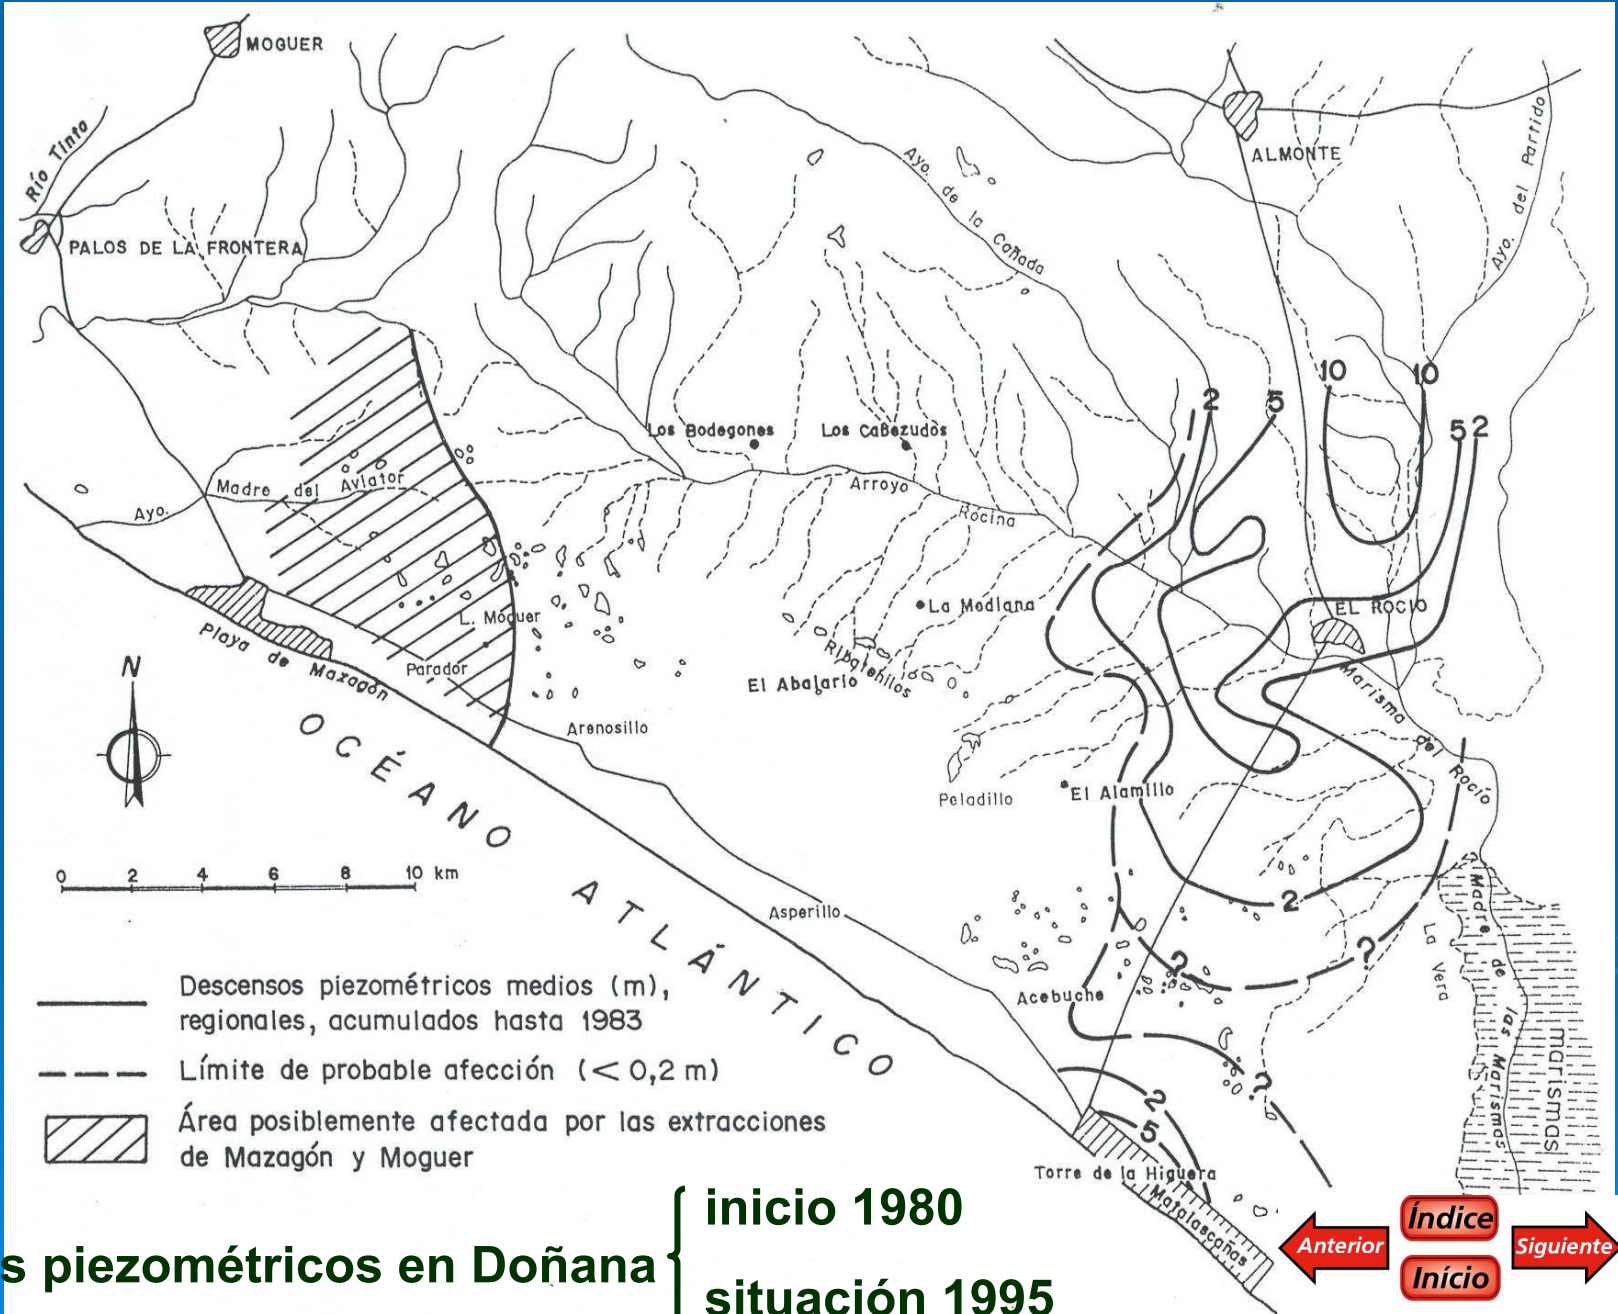 MOGUER
Río Tinto
PALOS DE LA FRONTERA
ALMONTE
Ayo. del Partido
Ayo. de la Cañada
10
10
2
5
5 2
Los Bodegones
Los Cabezudos
Madre del Aviator
Ayo.
Arroyo
Rocina
La Mediana
EL ROCIO
L. Moguer
Playa de Mazagón
Parador
El Abalario
Ribatehilos
Marisma del Rocío
N
Arenosillo
OCÉANO ATLÁNTICO
Peladillo
El Alamillo
0 2 4 6 8 10 km
2
Asperillo
?
?
Madre de las Marismas
La Vera
marismas
Acebuche
?
2
5
Descensos piezométricos medios (m),
regionales, acumulados hasta 1983
Límite de probable afección (< 0,2 m)
Área posiblemente afectada por las extracciones
de Mazagón y Moguer
Torre de la Higuera
Matalascañas
inicio 1980
s piezométricos en Doñana
situación 1995
Anterior
Índice
Siguiente
Início